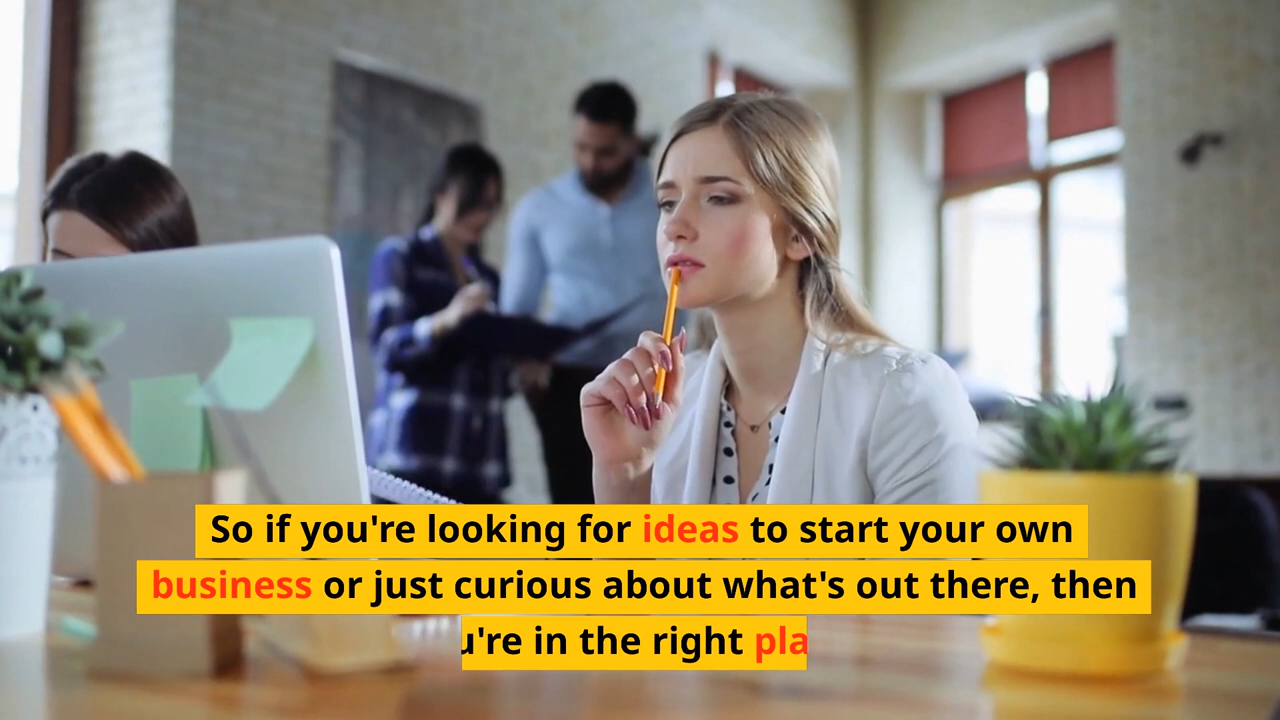 So if you're looking for ideas to start your own
business or just curious about what's out there, then
u're in the right pla